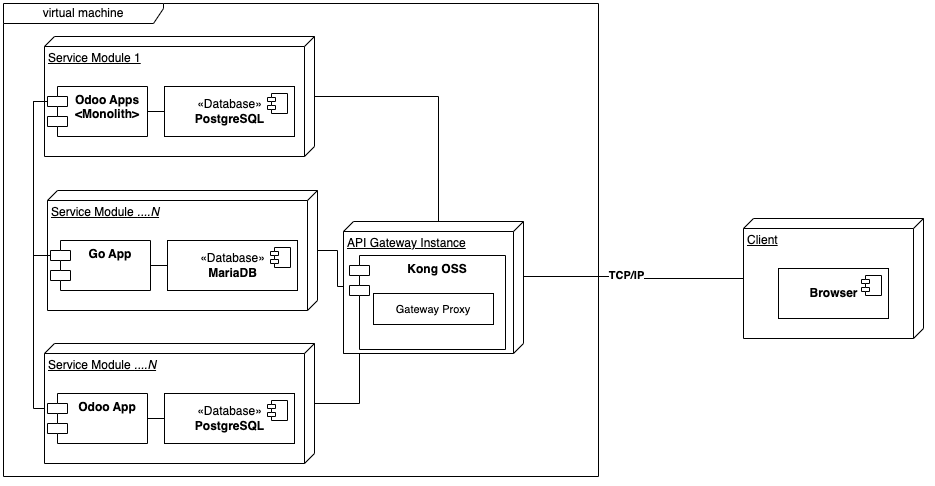 virtual machine
Service Module 1
Odoo Apps
<Monolith>
«Database»
PostgreSQL
Service Module ....N
Go App
«Database»
MariaDB
API Gateway Instance
Kong OSS
Gateway Proxy
TCP/IP
Client
Browser
Service Module ....N
Odoo App
«Database»
PostgreSQL